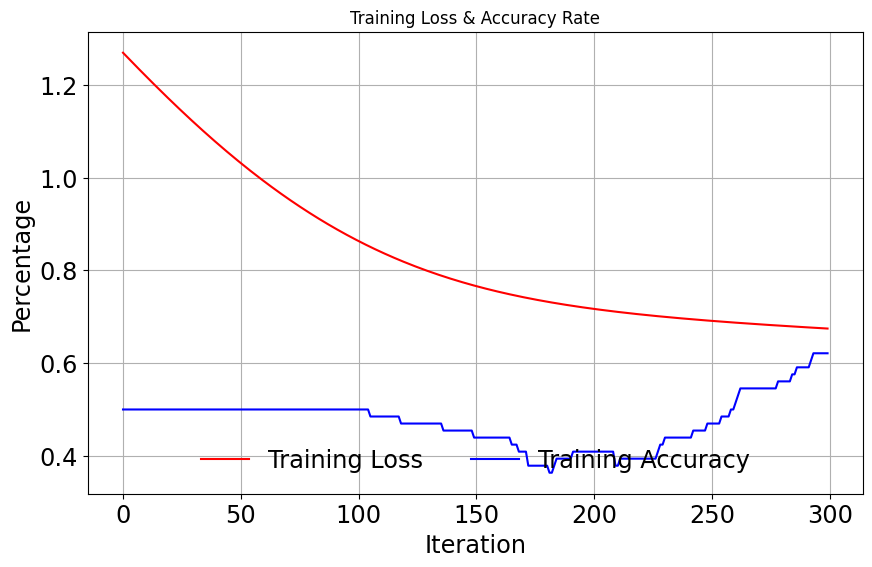 Training Loss & Accuracy Rate
Percentage
1.2
1.0
0.8
0.6
0.4
Training Loss
Training Accuracy
0 50 100 150 200 250 300
Iteration